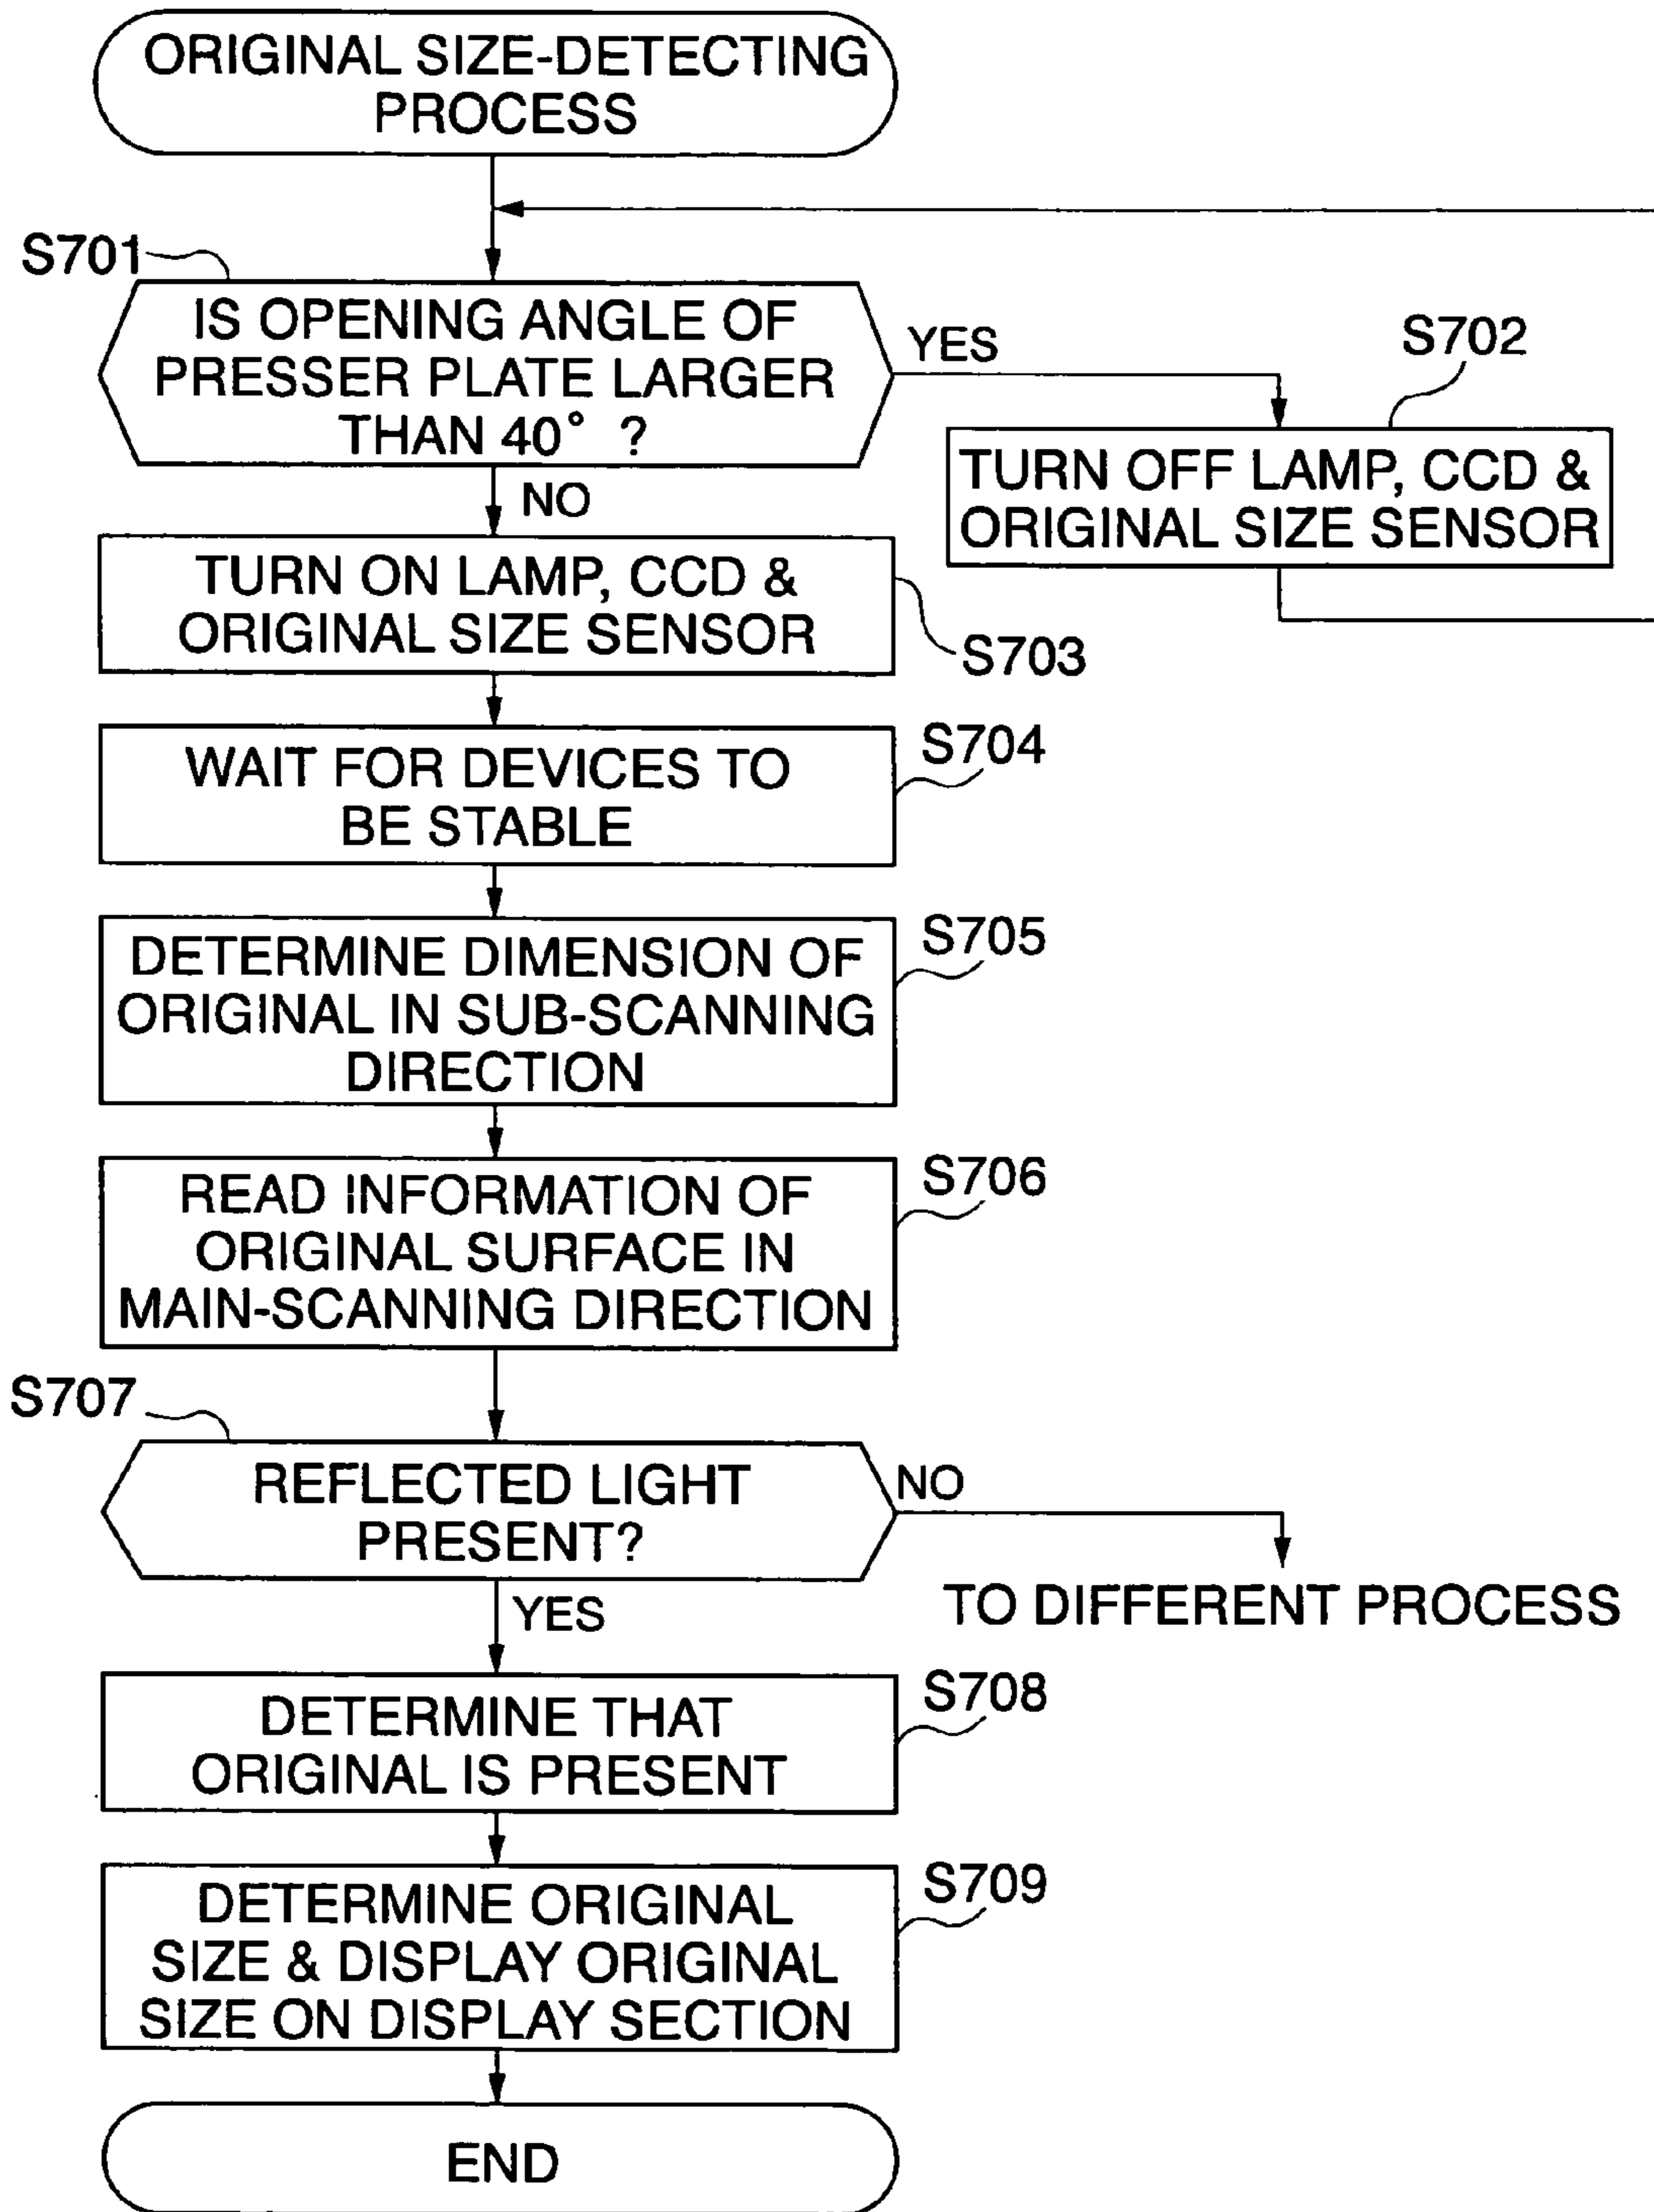 ORIGINAL SIZE-DETECTING
PROCESS
S701
IS OPENING ANGLE OF
PRESSER PLATE LARGER
THAN 40° ?
YES
S702
TURN OFF LAMP, CCD &
ORIGINAL SIZE SENSOR
NO
TURN ON LAMP, CCD &
ORIGINAL SIZE SENSOR
S703
WAIT FOR DEVICES TO
BE STABLE
S704
DETERMINE DIMENSION OF
ORIGINAL IN SUB-SCANNING
DIRECTION
S705
READ INFORMATION OF
ORIGINAL SURFACE IN
MAIN-SCANNING DIRECTION
S706
S707
REFLECTED LIGHT
PRESENT?
NO
TO DIFFERENT PROCESS
YES
DETERMINE THAT
ORIGINAL IS PRESENT
S708
DETERMINE ORIGINAL
SIZE & DISPLAY ORIGINAL
SIZE ON DISPLAY SECTION
S709
END